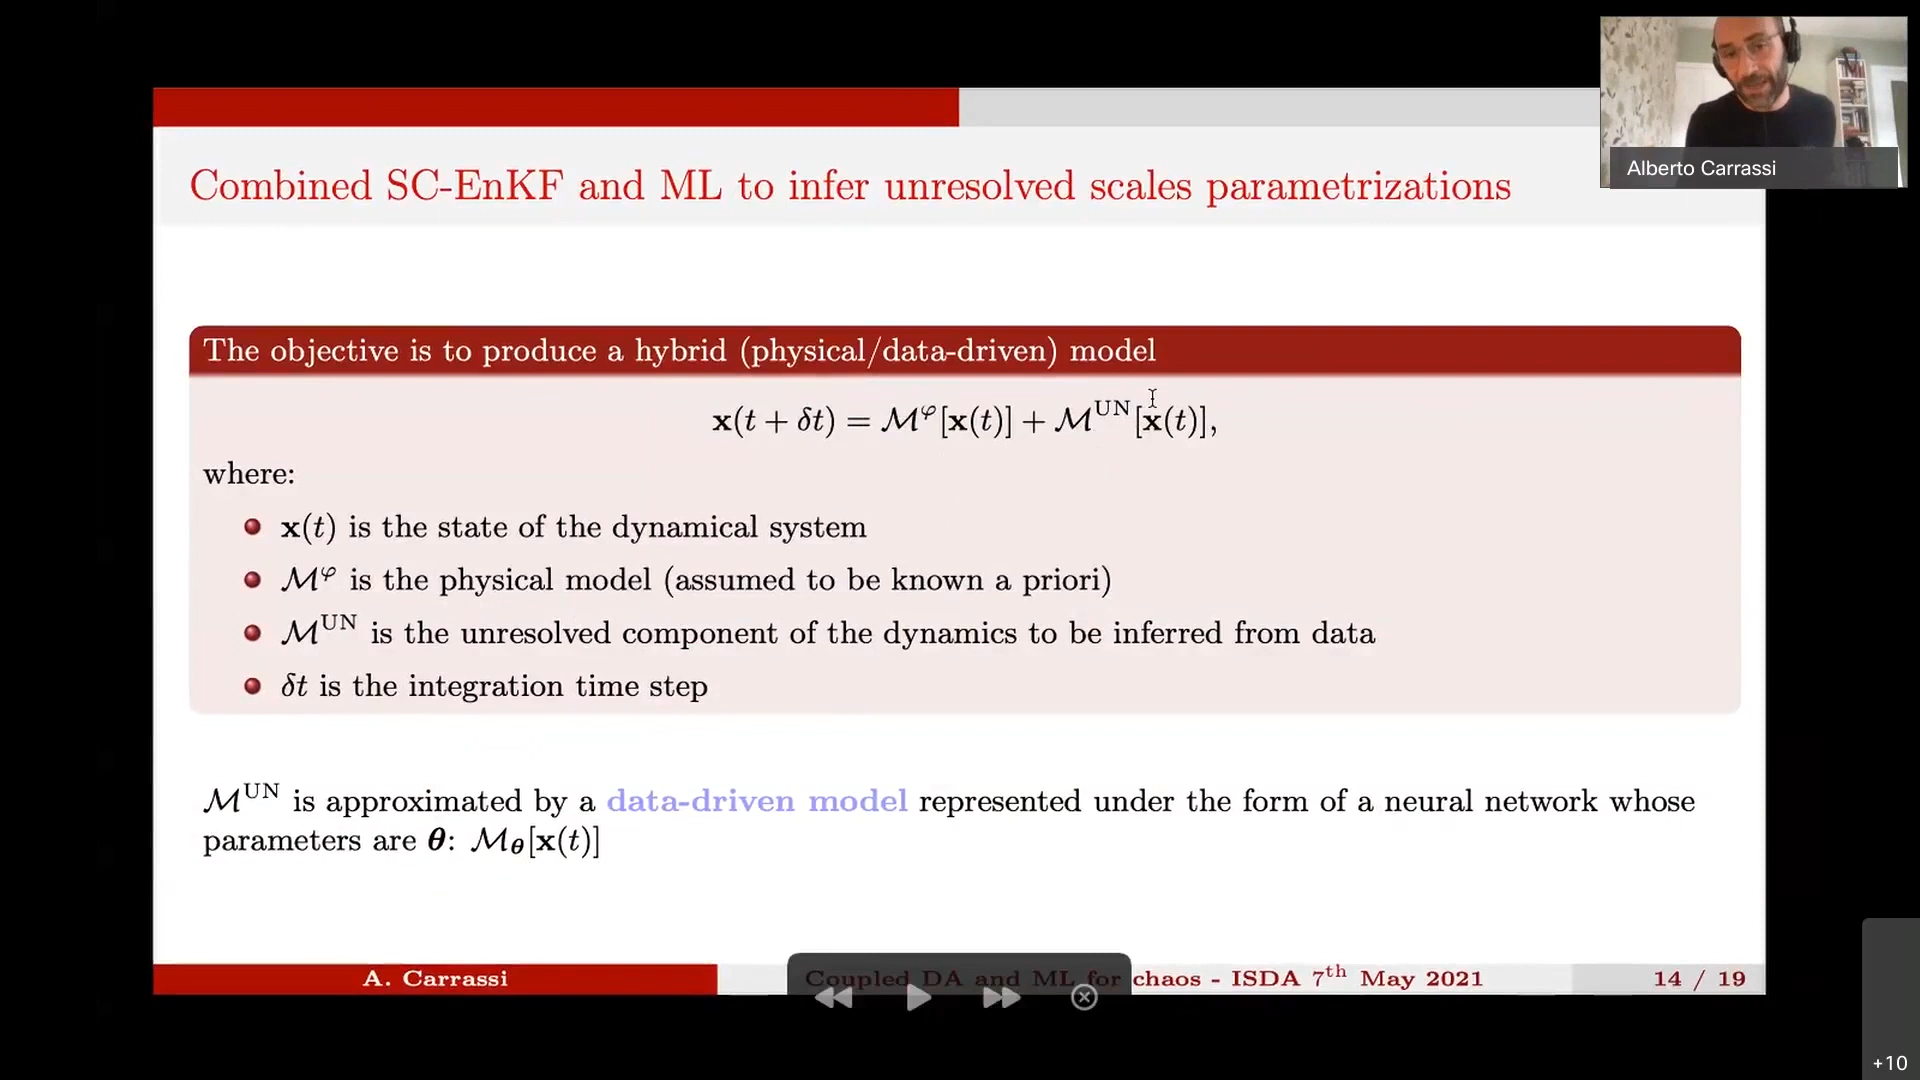 Alberto Carrassi
Combined SC-EnKF and ML to infer unresolved scales parametrizations
The objective is to produce a hybrid (physical/data-driven) model
𝐱(t + δt) = ℳ^φ[𝐱(t)] + ℳ^UN[𝐱(t)],
where:
𝐱(t) is the state of the dynamical system
ℳ^φ is the physical model (assumed to be known a priori)
ℳ^UN is the unresolved component of the dynamics to be inferred from data
δt is the integration time step
ℳ^UN is approximated by a data-driven model represented under the form of a neural network whose
parameters are 𝛉: ℳ_𝛉[𝐱(t)]
A. Carrassi Coupled DA and ML for chaos - ISDA 7th May 2021 14 / 19
+10